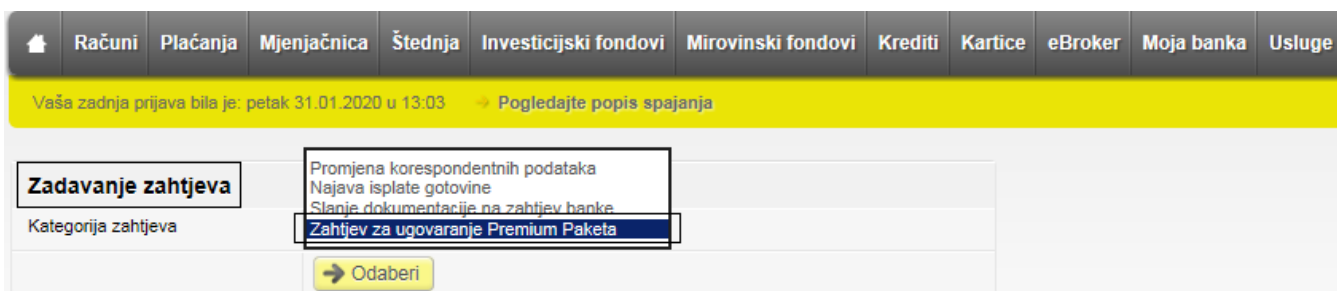 Računi Plaćanja Mjenjačnica Štednja Investicijski fondovi Mirovinski fondovi Krediti Kartice eBroker Moja banka Usluge
Vaša zadnja prijava bila je: petak 31.01.2020 u 13:03 Pogledajte popis spajanja
Zadavanje zahtjeva
Promjena korespondentnih podataka
Najava isplate gotovine
Slanje dokumentacije na zahtjev banke
Kategorija zahtjeva
Zahtjev za ugovaranje Premium Paketa
Odaberi